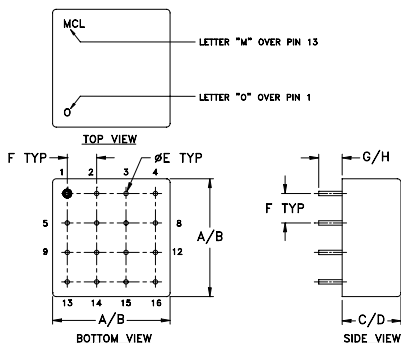 MCL
LETTER "M" OVER PIN 13
O
LETTER "O" OVER PIN 1
TOP VIEW
F TYP
øE TYP
G/H
1 2 3 4
F TYP
5 8
A/B
9 12
13 14 15 16
A/B
C/D
BOTTOM VIEW
SIDE VIEW